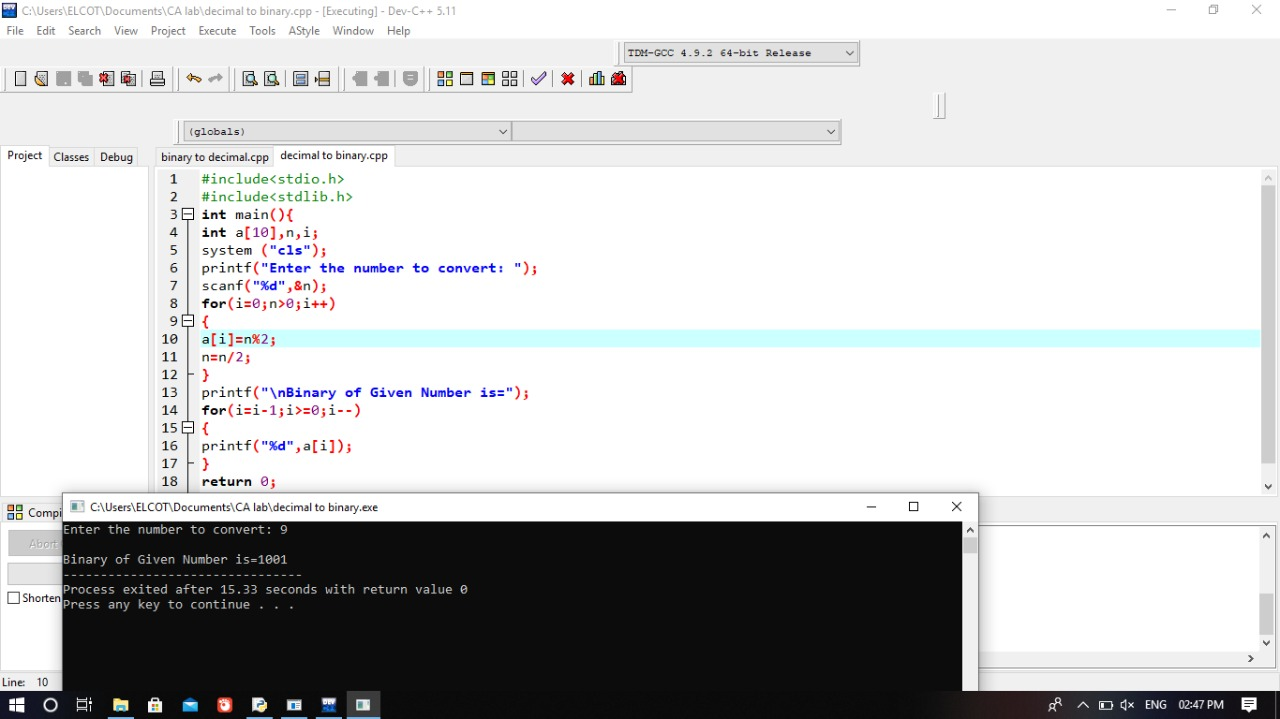 C:\Users\ELCOT\Documents\CA lab\decimal to binary.cpp - [Executing] - Dev-C++ 5.11
File Edit Search View Project Execute Tools AStyle Window Help
TDM-GCC 4.9.2 64-bit Release
(globals)
Project Classes Debug binary to decimal.cpp decimal to binary.cpp
1 #include<stdio.h>
2 #include<stdlib.h>
3 int main(){
4 int a[10],n,i;
5 system ("cls");
6 printf("Enter the number to convert: ");
7 scanf("%d",&n);
8 for(i=0;n>0;i++)
9 {
10 a[i]=n%2;
11 n=n/2;
12 }
13 printf("\nBinary of Given Number is=");
14 for(i=i-1;i>=0;i--)
15 {
16 printf("%d",a[i]);
17 }
18 return 0;
Compi
C:\Users\ELCOT\Documents\CA lab\decimal to binary.exe
Abort
Shorten
Enter the number to convert: 9
Binary of Given Number is=1001
--------------------------------
Process exited after 15.33 seconds with return value 0
Press any key to continue . . .
Line: 10
DEV
ENG 02:47 PM